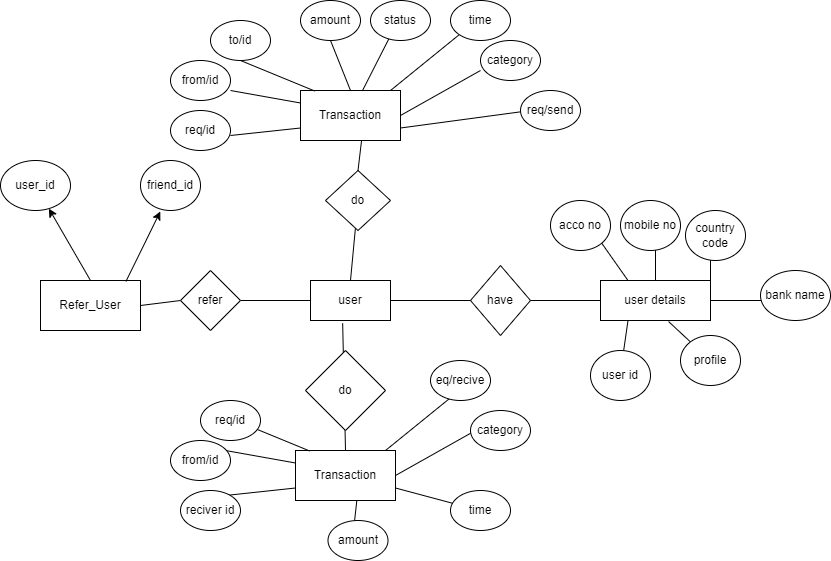 amount
status
time
to/id
category
from/id
req/send
Transaction
req/id
user_id
friend_id
do
acco no
mobile no
country
code
Refer_User
refer
user
have
user details
bank name
user id
profile
do
eq/recive
req/id
category
from/id
Transaction
reciver id
time
amount